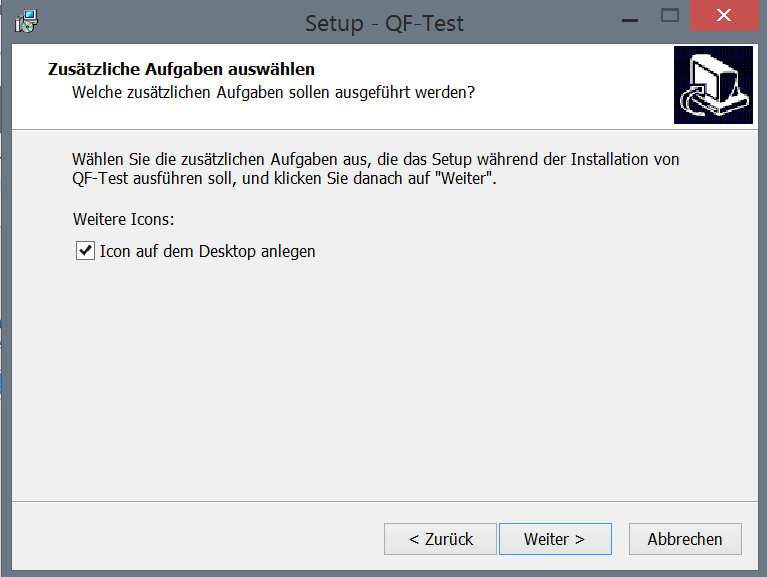 Setup - QF-Test
Zusätzliche Aufgaben auswählen
Welche zusätzlichen Aufgaben sollen ausgeführt werden?
Wählen Sie die zusätzlichen Aufgaben aus, die das Setup während der Installation von
QF-Test ausführen soll, und klicken Sie danach auf "Weiter".
Weitere Icons:
Icon auf dem Desktop anlegen
< Zurück
Weiter >
Abbrechen